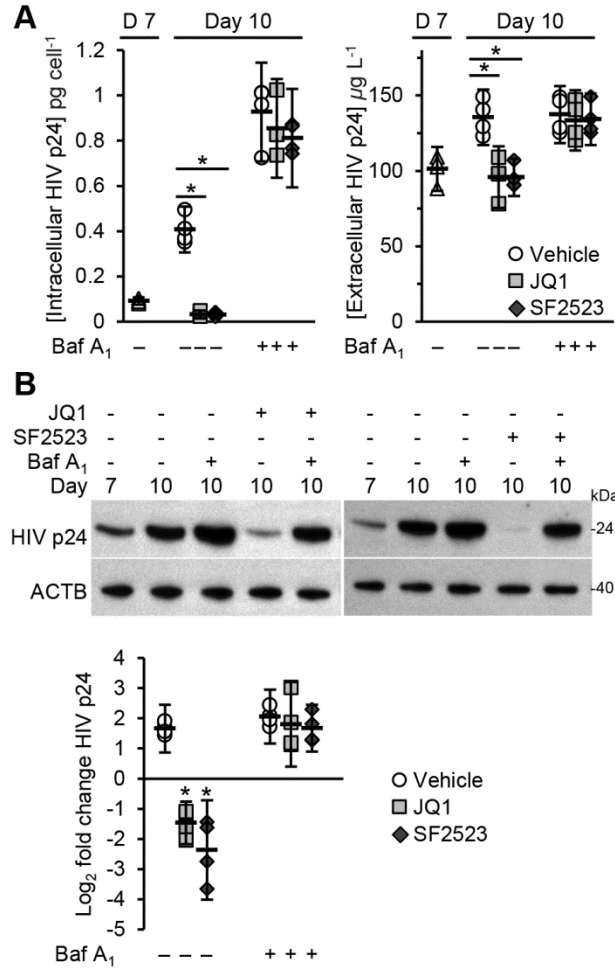 A
D 7 Day 10
[Intracellular HIV p24] pg cell-1
1.2
1
0.8
0.6
0.4
0.2
0
*
*
Baf A1 – – – – + + +
D 7 Day 10
[Extracellular HIV p24] µg L-1
150
100
50
0
*
*
Vehicle
JQ1
SF2523
Baf A1 – – – – + + +
B
JQ1 - - - + + - - - - -
SF2523 - - - - - - - - + +
Baf A1 - - + - + - - + - +
Day 7 10 10 10 10 7 10 10 10 10 kDa
HIV p24 -24
ACTB -40
Log2 fold change HIV p24
4
3
2
1
0
-1
-2
-3
-4
-5
* *
Vehicle
JQ1
SF2523
Baf A1 – – – + + +